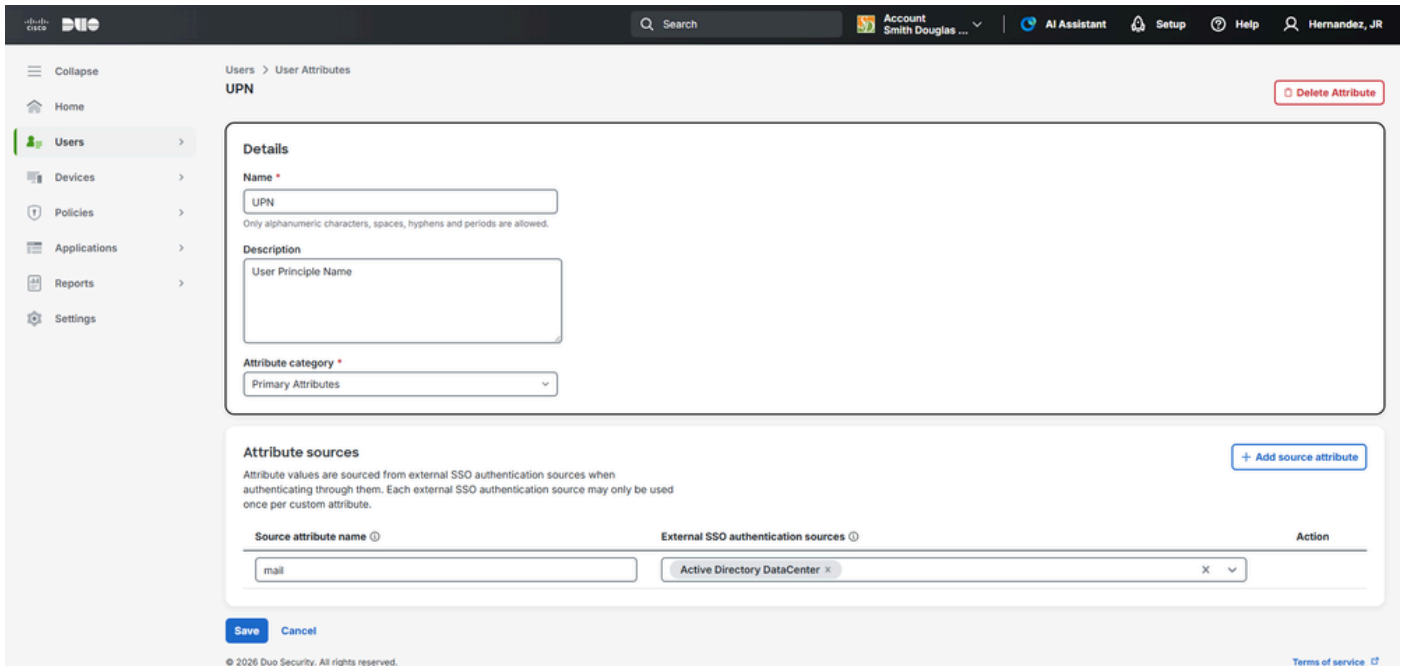 CISCO DUO Search Account Smith Douglas ... AI Assistant Setup Help Hernandez, JR
Collapse
Home
Users
Devices
Policies
Applications
Reports
Settings
Users > User Attributes
UPN
Delete Attribute
Details
Name *
UPN
Only alphanumeric characters, spaces, hyphens and periods are allowed.
Description
User Principle Name
Attribute category *
Primary Attributes
Attribute sources
+ Add source attribute
Attribute values are sourced from external SSO authentication sources when
authenticating through them. Each external SSO authentication source may only be used
once per custom attribute.
Source attribute name External SSO authentication sources Action
mail Active Directory DataCenter × X
Save Cancel
© 2026 Duo Security. All rights reserved. Terms of service